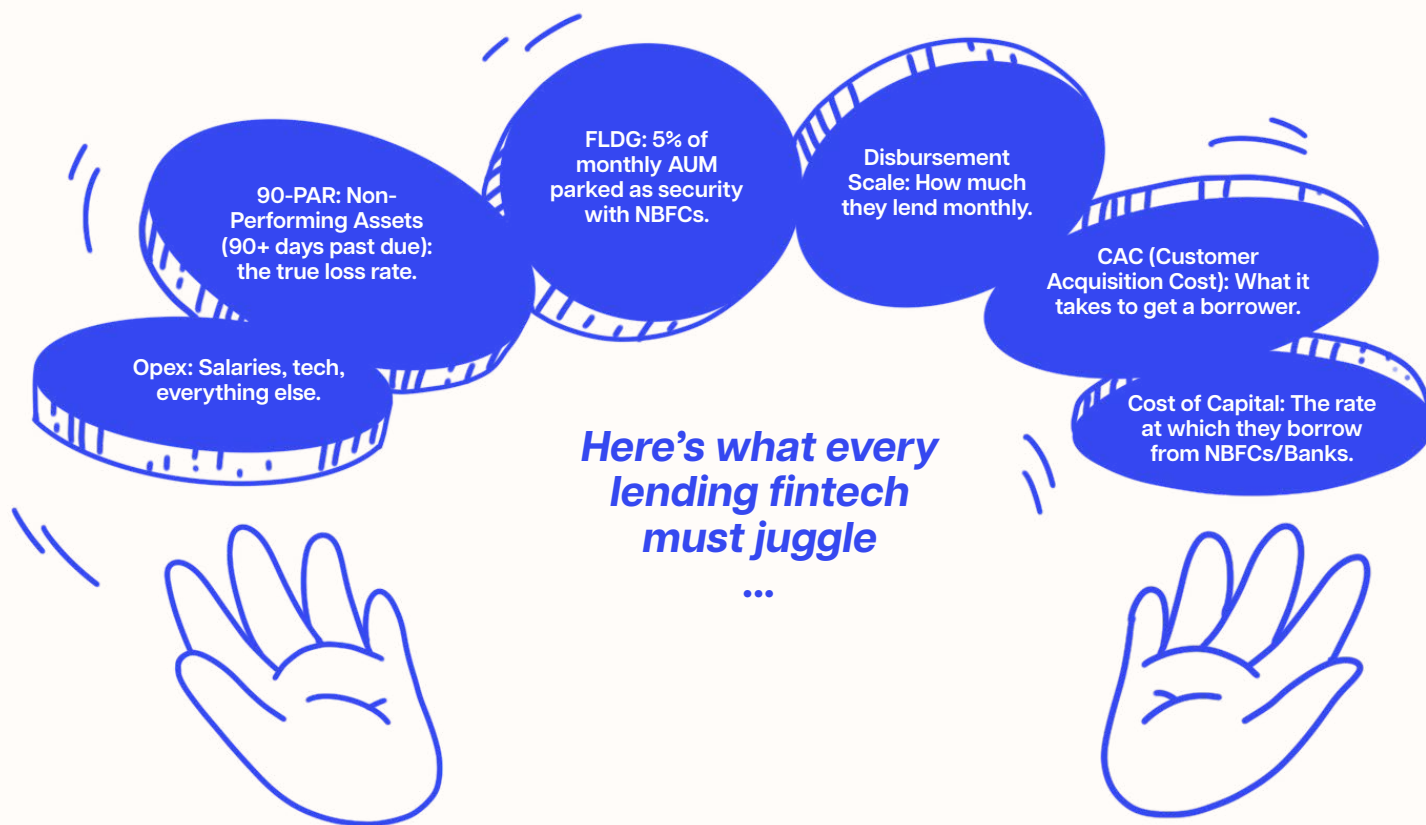 FLDG: 5% of
monthly AUM
parked as security
with NBFCs.
Disbursement
Scale: How much
they lend monthly.
90-PAR: Non-
Performing Assets
(90+ days past due):
the true loss rate.
CAC (Customer
Acquisition Cost): What it
takes to get a borrower.
Opex: Salaries, tech,
everything else.
Cost of Capital: The rate
at which they borrow
from NBFCs/Banks.
Here’s what every
lending fintech
must juggle
...